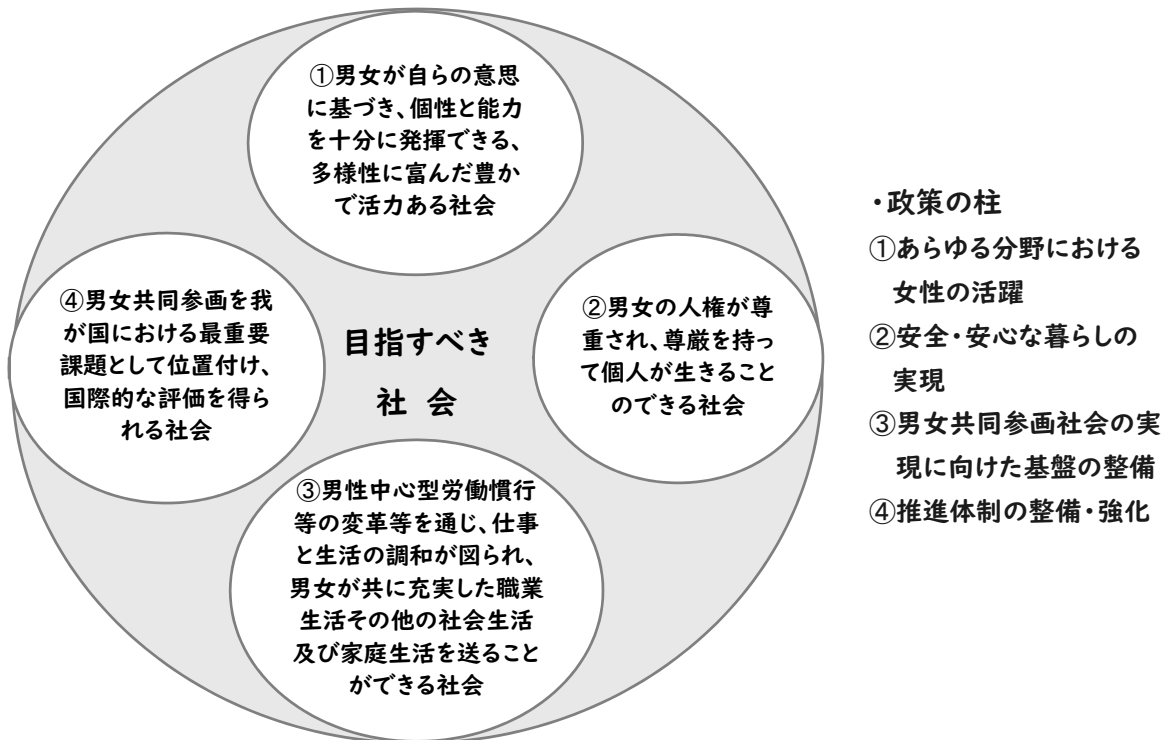 ①男女が自らの意思
に基づき、個性と能力
を十分に発揮できる、
多様性に富んだ豊か
で活力ある社会
④男女共同参画を我
が国における最重要
課題として位置付け、
国際的な評価を得ら
れる社会
目指すべき
社 会
②男女の人権が尊
重され、尊厳を持っ
て個人が生きること
のできる社会
③男性中心型労働慣行
等の変革等を通じ、仕事
と生活の調和が図られ、
男女が共に充実した職業
生活その他の社会生活
及び家庭生活を送ること
ができる社会
・政策の柱
①あらゆる分野における
女性の活躍
②安全・安心な暮らしの
実現
③男女共同参画社会の実
現に向けた基盤の整備
④推進体制の整備・強化